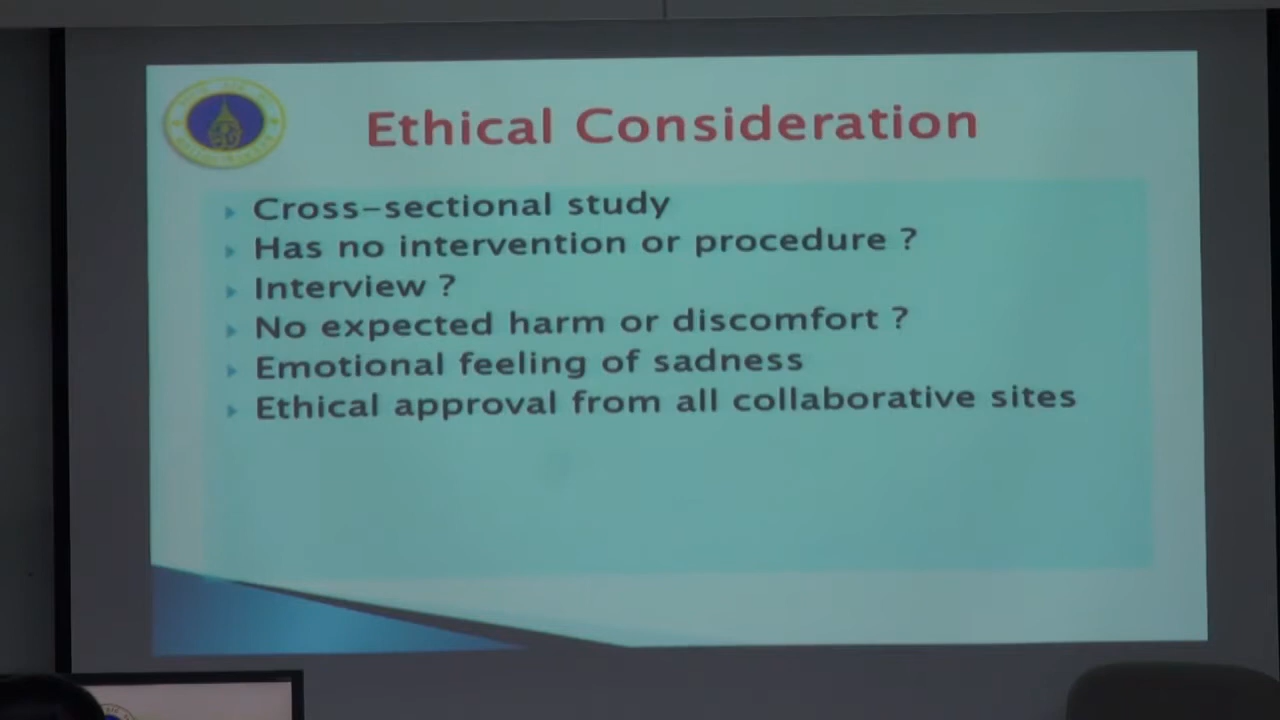 Ethical Consideration
Cross-sectional study
Has no intervention or procedure ?
Interview ?
No expected harm or discomfort ?
Emotional feeling of sadness
Ethical approval from all collaborative sites